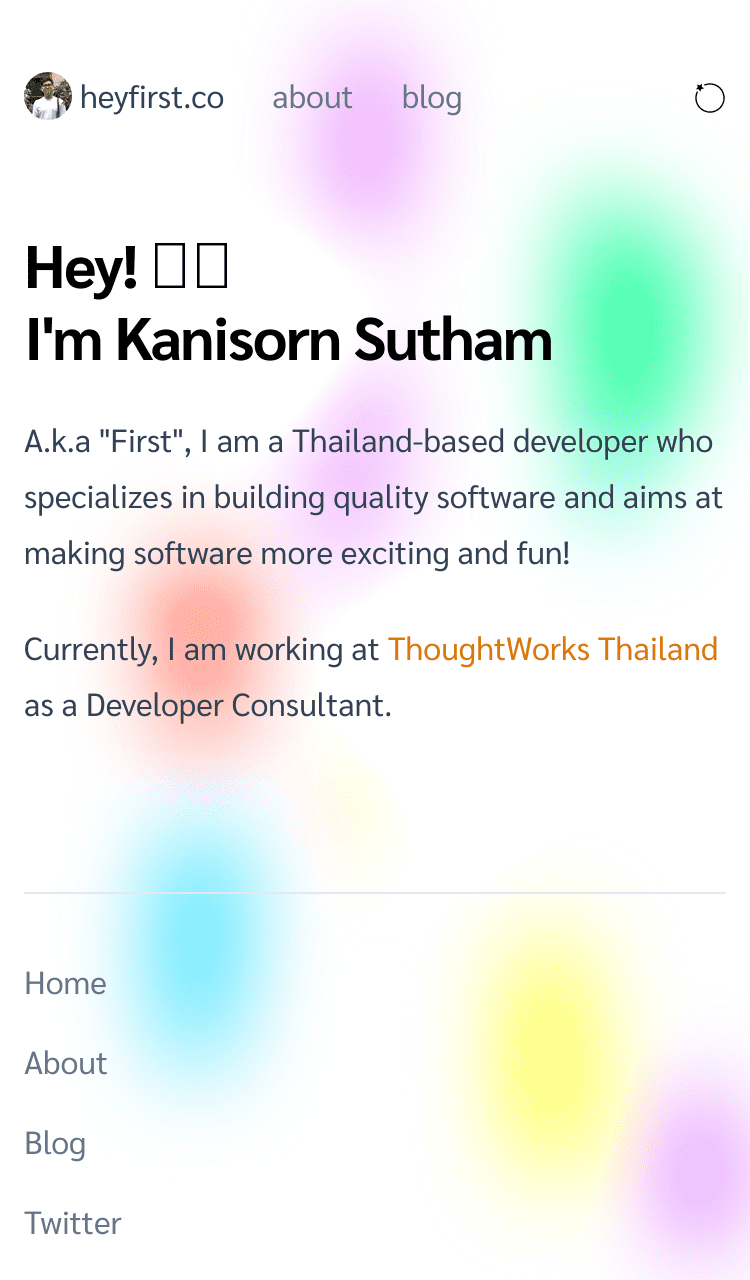 heyfirst.co about blog
Hey!
I'm Kanisorn Sutham
A.k.a "First", I am a Thailand-based developer who
specializes in building quality software and aims at
making software more exciting and fun!
Currently, I am working at ThoughtWorks Thailand
as a Developer Consultant.
Home
About
Blog
Twitter